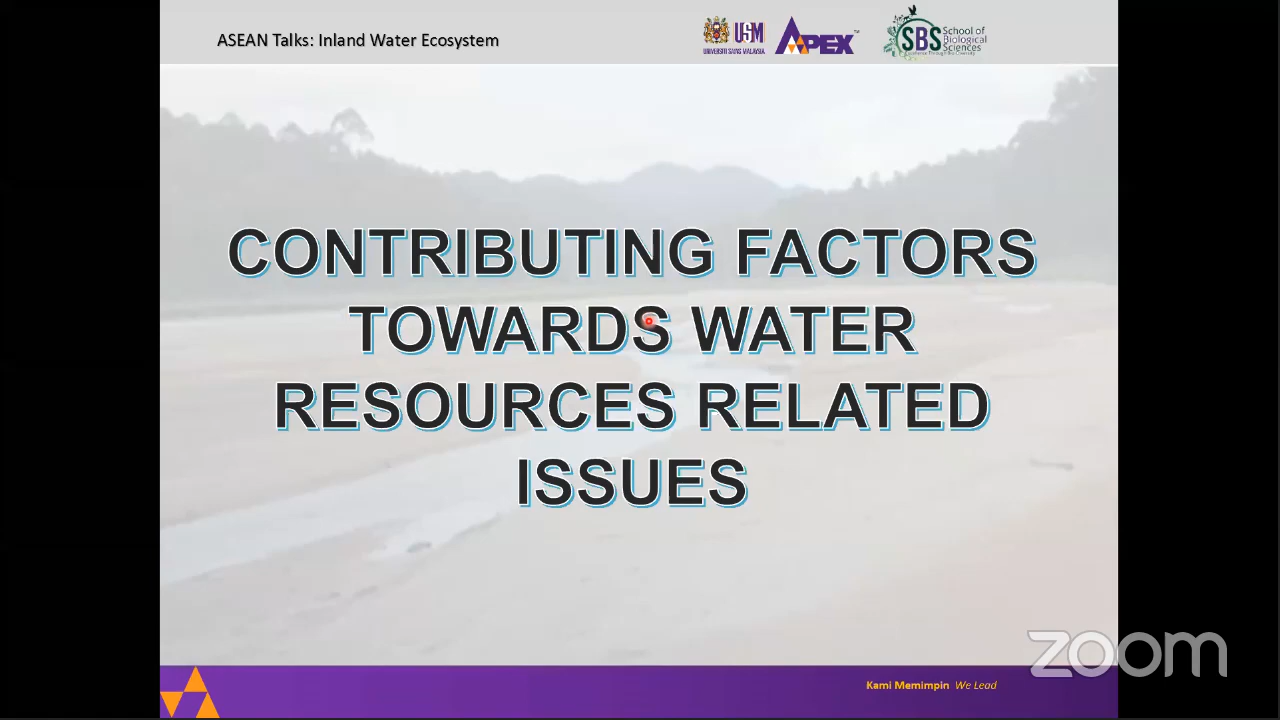 ASEAN Talks: Inland Water Ecosystem
USM
UNIVERSITI SAINS MALAYSIA
APEX™
SBS School of Biological Sciences
CONTRIBUTING FACTORS
TOWARDS WATER
RESOURCES RELATED
ISSUES
zoom
Kami Memimpin We Lead